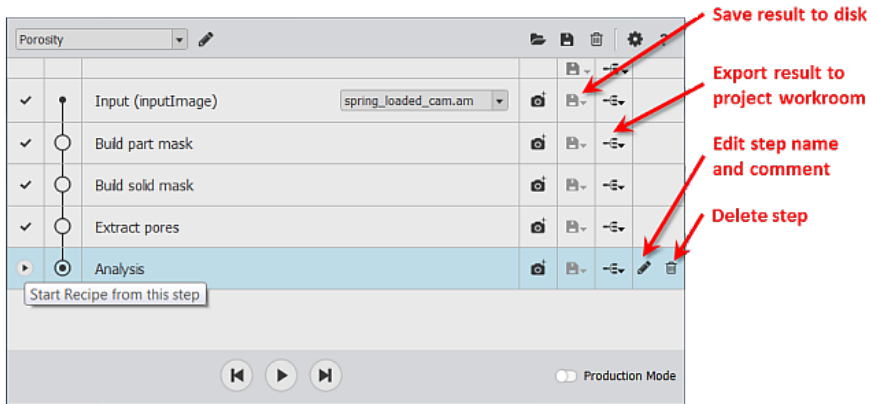 Save result to disk
Porosity
?
Export result to
project workroom
Input (inputImage) spring_loaded_cam.am
Build part mask
Edit step name
and comment
Build solid mask
Delete step
Extract pores
Analysis
Start Recipe from this step
Production Mode